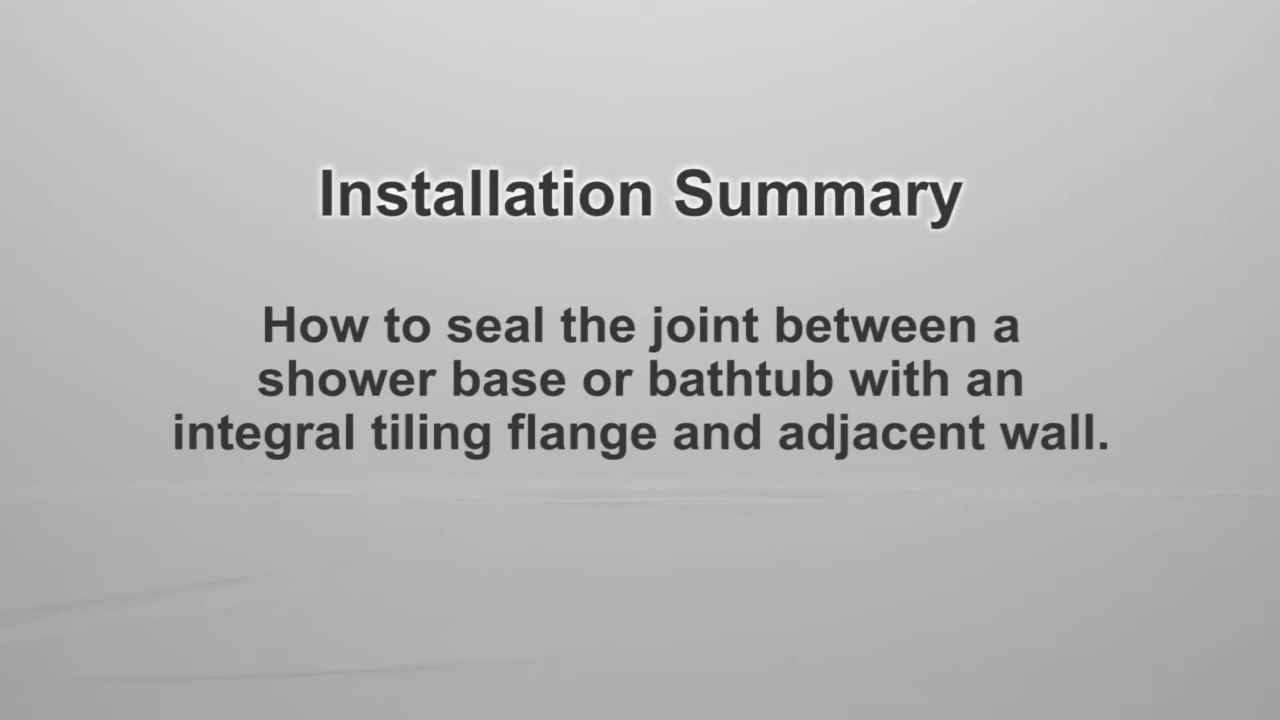 Installation Summary
How to seal the joint between a
shower base or bathtub with an
integral tiling flange and adjacent wall.